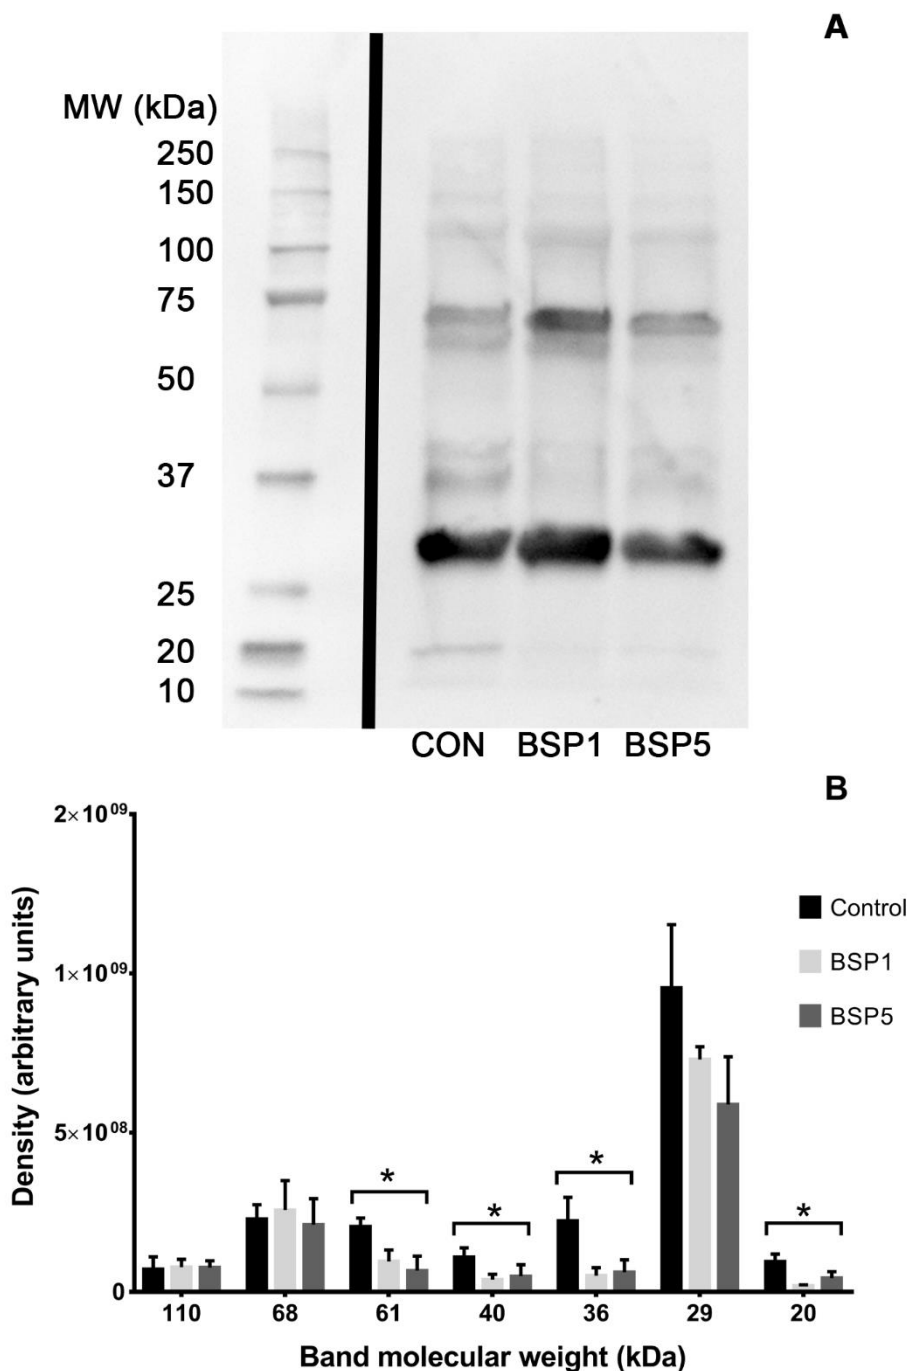 A
MW (kDa)
250
150
100
75
50
37
25
20
10
CON BSP1 BSP5
B
2×10⁰⁹
1×10⁰⁹
5×10⁰⁸
0
Density (arbitrary units)
Control
BSP1
BSP5
* * * *
110 68 61 40 36 29 20
Band molecular weight (kDa)